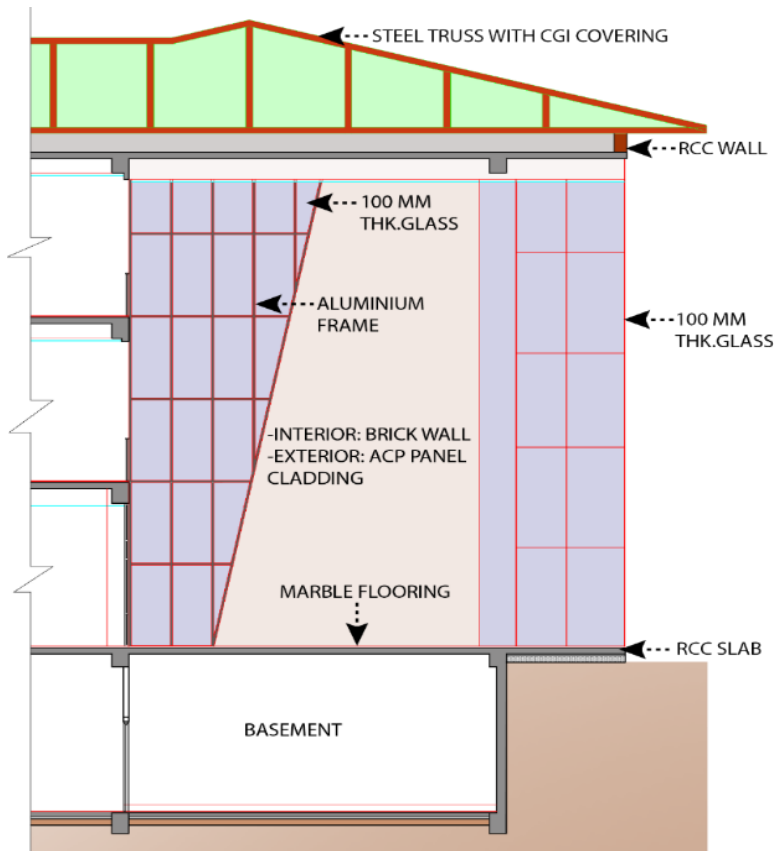 STEEL TRUSS WITH CGI COVERING
RCC WALL
100 MM
THK.GLASS
ALUMINIUM
FRAME
100 MM
THK.GLASS
-INTERIOR: BRICK WALL
-EXTERIOR: ACP PANEL
CLADDING
MARBLE FLOORING
RCC SLAB
BASEMENT